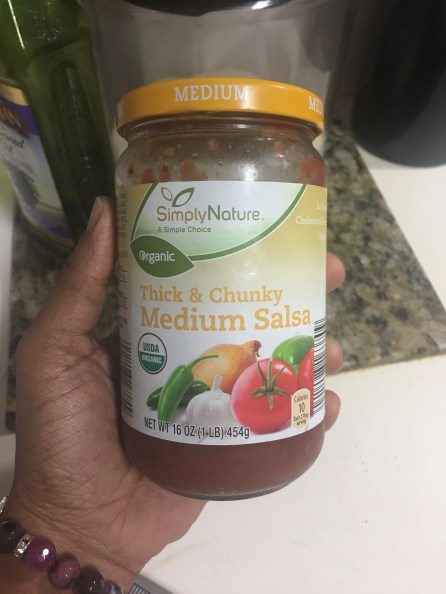 MEDIUM
SimplyNature™
A Simple Choice
Organic
Thick & Chunky
Medium Salsa
USDA
ORGANIC
Calories
10
NET WT 16 OZ (1 LB) 454g